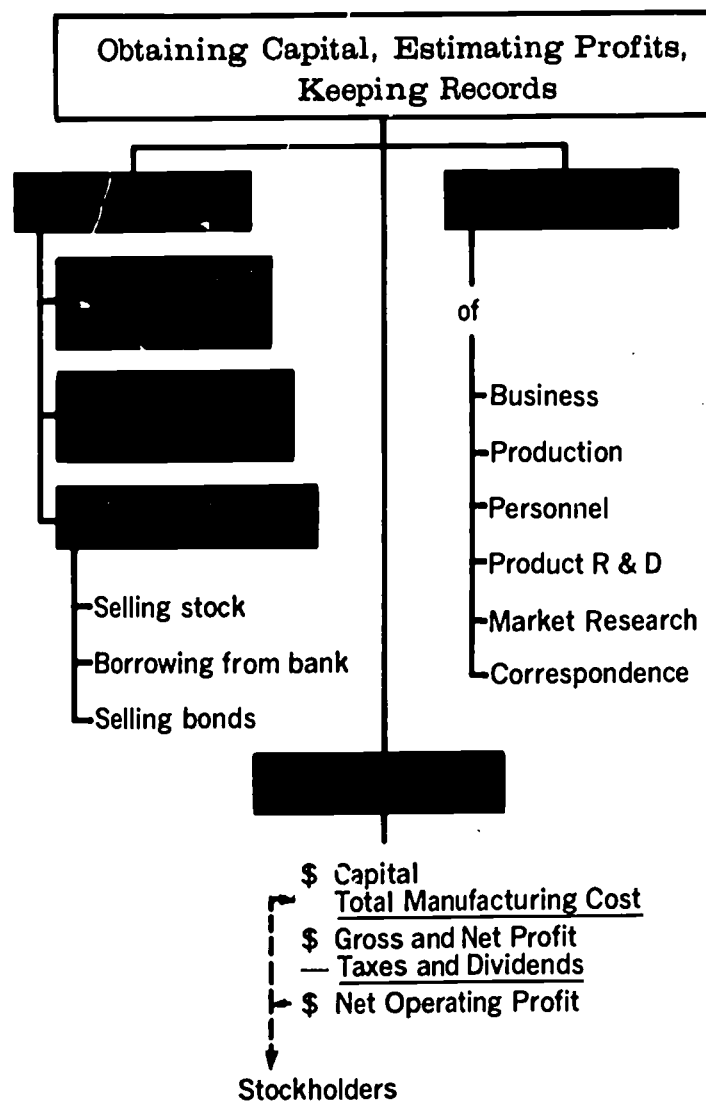 Obtaining Capital, Estimating Profits,
Keeping Records
of
Business
Production
Personnel
Product R & D
Market Research
Correspondence
Selling stock
Borrowing from bank
Selling bonds
$ Capital
Total Manufacturing Cost
$ Gross and Net Profit
— Taxes and Dividends
$ Net Operating Profit
Stockholders